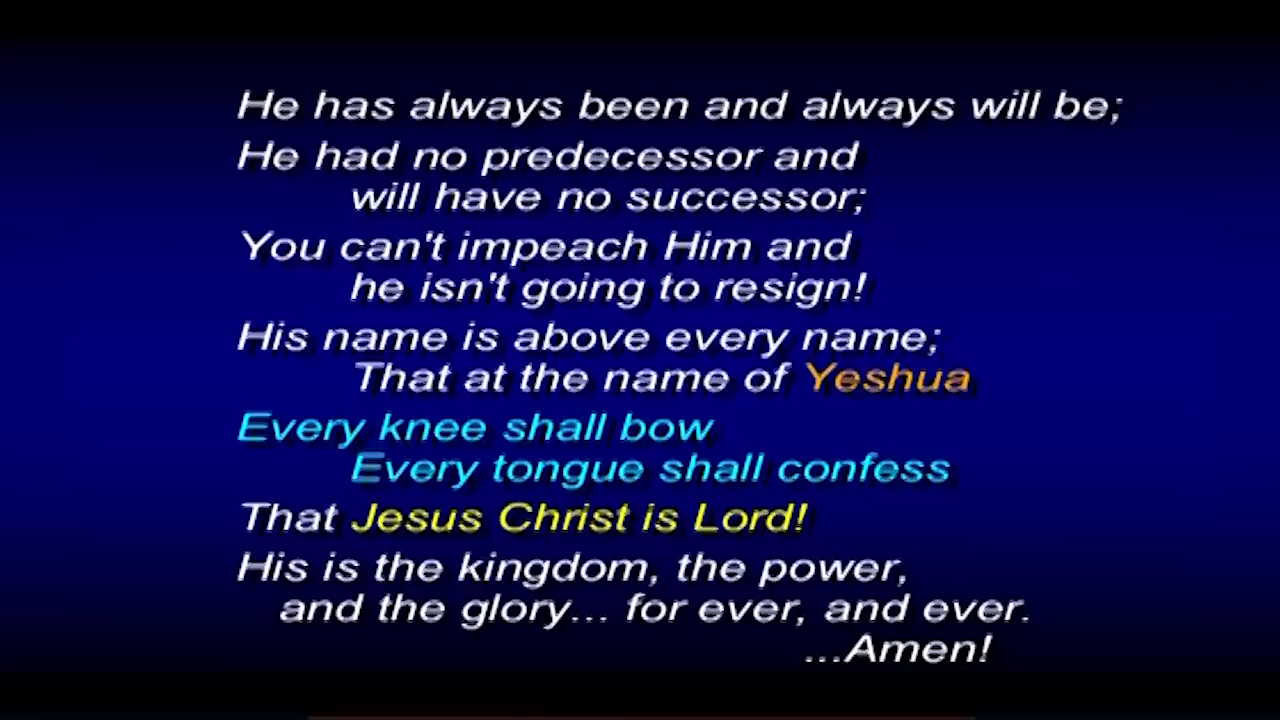 He has always been and always will be;
He had no predecessor and
will have no successor;
You can't impeach Him and
he isn't going to resign!
His name is above every name;
That at the name of Yeshua
Every knee shall bow
Every tongue shall confess
That Jesus Christ is Lord!
His is the kingdom, the power,
and the glory... for ever, and ever.
...Amen!